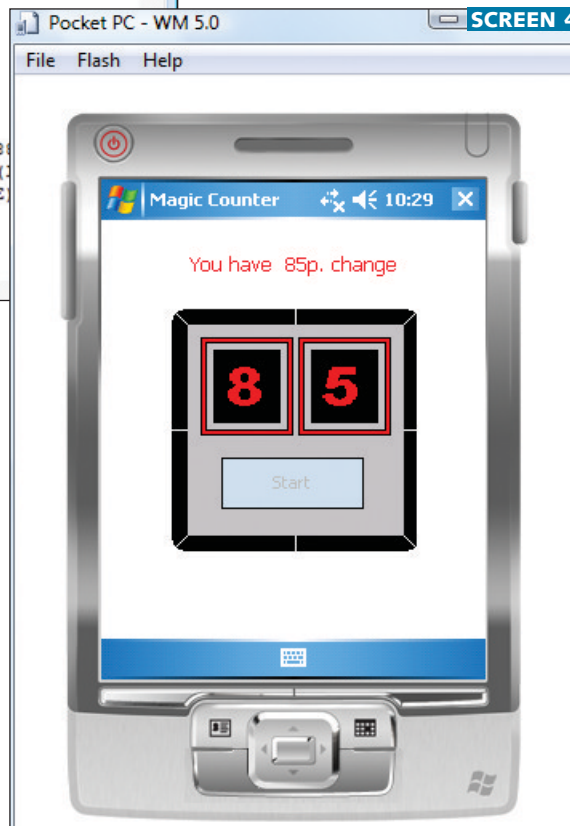 Pocket PC - WM 5.0
SCREEN 4
File Flash Help
Magic Counter 10:29
You have 85p. change
8 5
Start